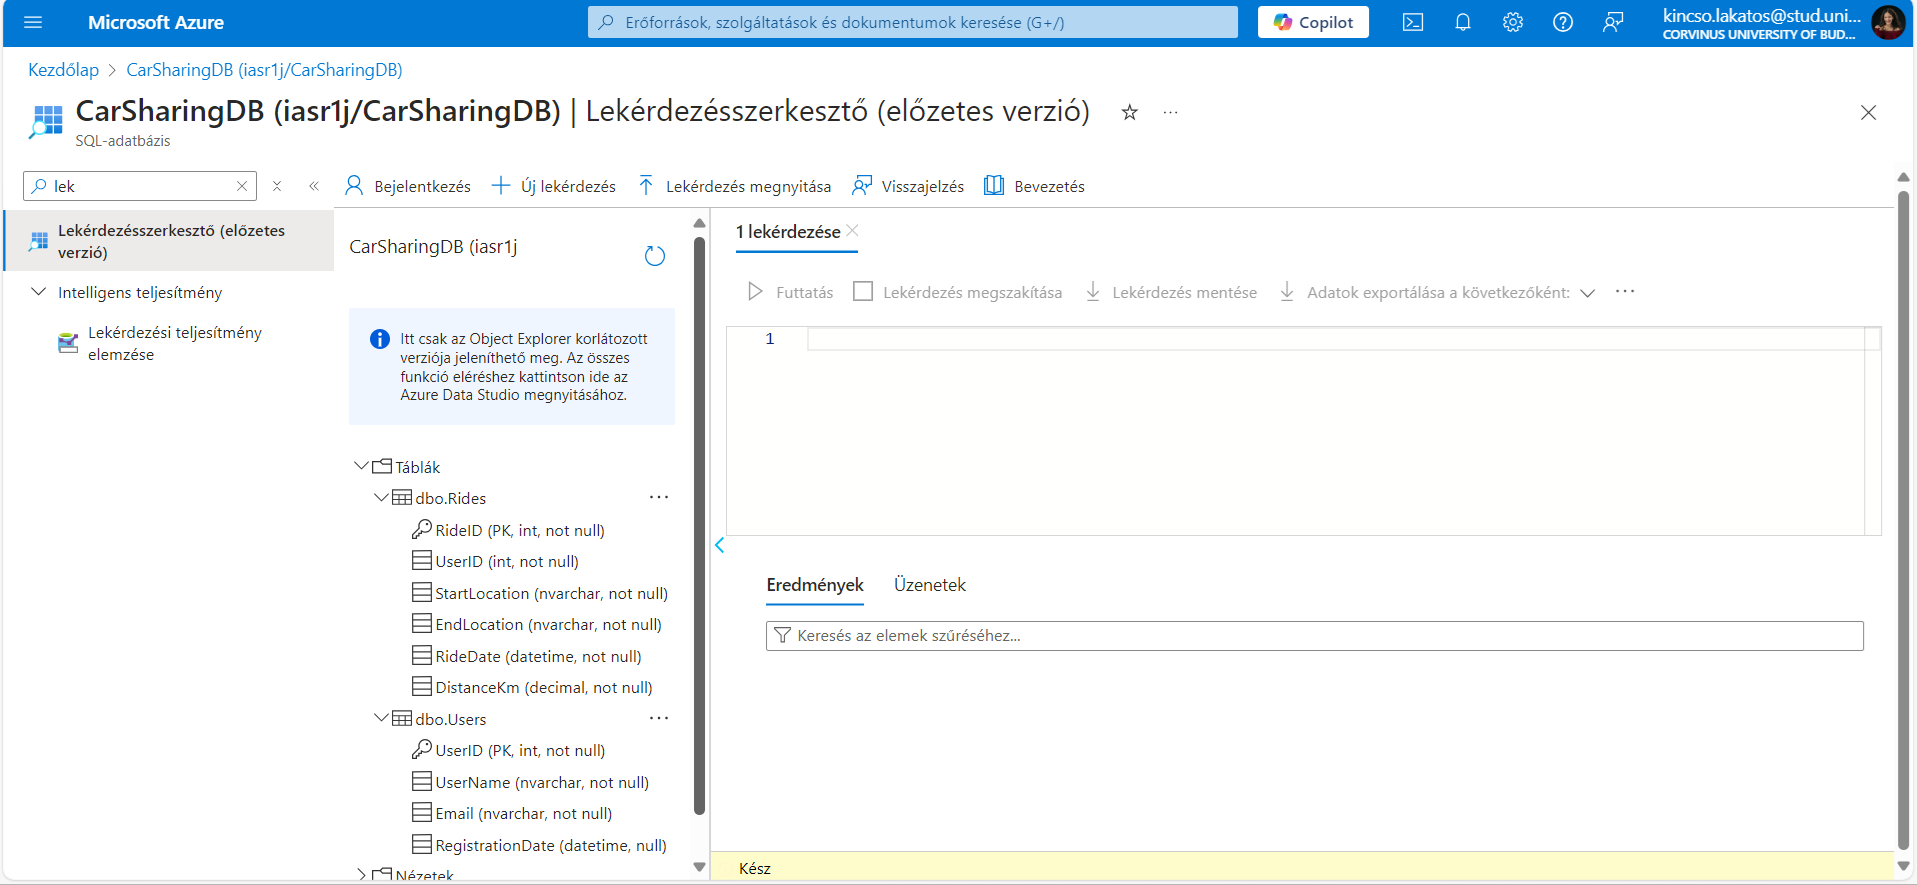 Microsoft Azure
Erőforrások, szolgáltatások és dokumentumok keresése (G+/)
Copilot
kincso.lakatos@stud.uni...
CORVINUS UNIVERSITY OF BUD...
Kezdőlap > CarSharingDB (iasr1j/CarSharingDB)
CarSharingDB (iasr1j/CarSharingDB) | Lekérdezésszerkesztő (előzetes verzió)
SQL-adatbázis
lek
Bejelentkezés
Új lekérdezés
Lekérdezés megnyitása
Visszajelzés
Bevezetés
Lekérdezésszerkesztő (előzetes
verzió)
Intelligens teljesítmény
Lekérdezési teljesítmény
elemzése
CarSharingDB (iasr1j
Itt csak az Object Explorer korlátozott
verziója jeleníthető meg. Az összes
funkció eléréshez kattintson ide az
Azure Data Studio megnyitásához.
Táblák
dbo.Rides
RideID (PK, int, not null)
UserID (int, not null)
StartLocation (nvarchar, not null)
EndLocation (nvarchar, not null)
RideDate (datetime, not null)
DistanceKm (decimal, not null)
dbo.Users
UserID (PK, int, not null)
UserName (nvarchar, not null)
Email (nvarchar, not null)
RegistrationDate (datetime, null)
Nézetek
1 lekérdezése
Futtatás
Lekérdezés megszakítása
Lekérdezés mentése
Adatok exportálása a következőként:
1
Eredmények
Üzenetek
Keresés az elemek szűréséhez...
Kész